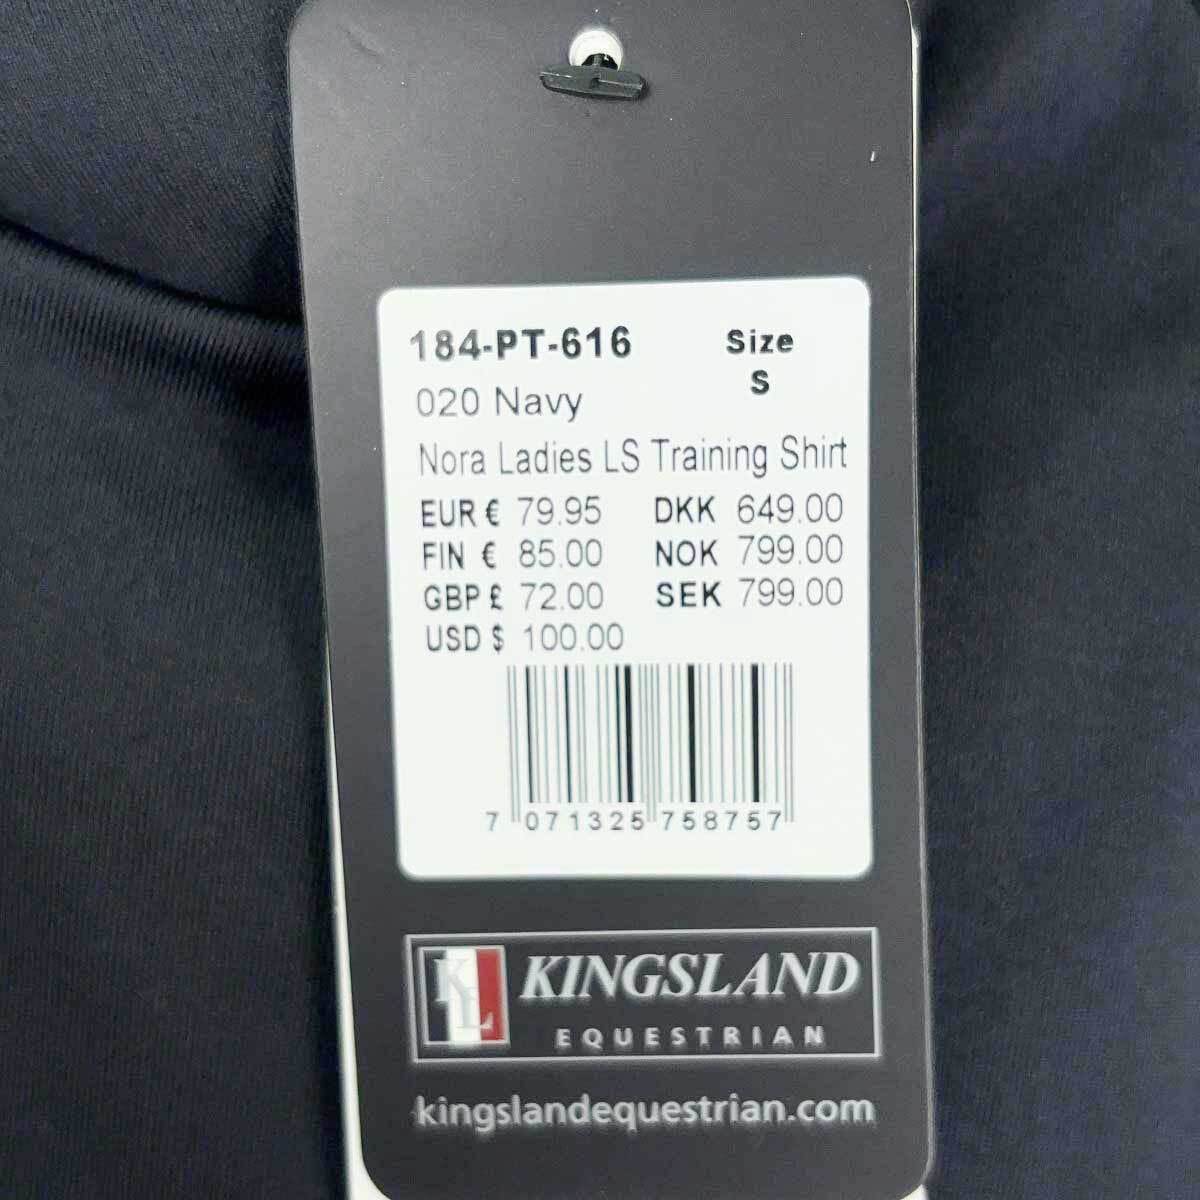 184-PT-616 Size
020 Navy S
Nora Ladies LS Training Shirt
EUR € 79.95 DKK 649.00
FIN € 85.00 NOK 799.00
GBP £ 72.00 SEK 799.00
USD $ 100.00
7 071325 758757
KL KINGSLAND
EQUESTRIAN
kingslandequestrian.com